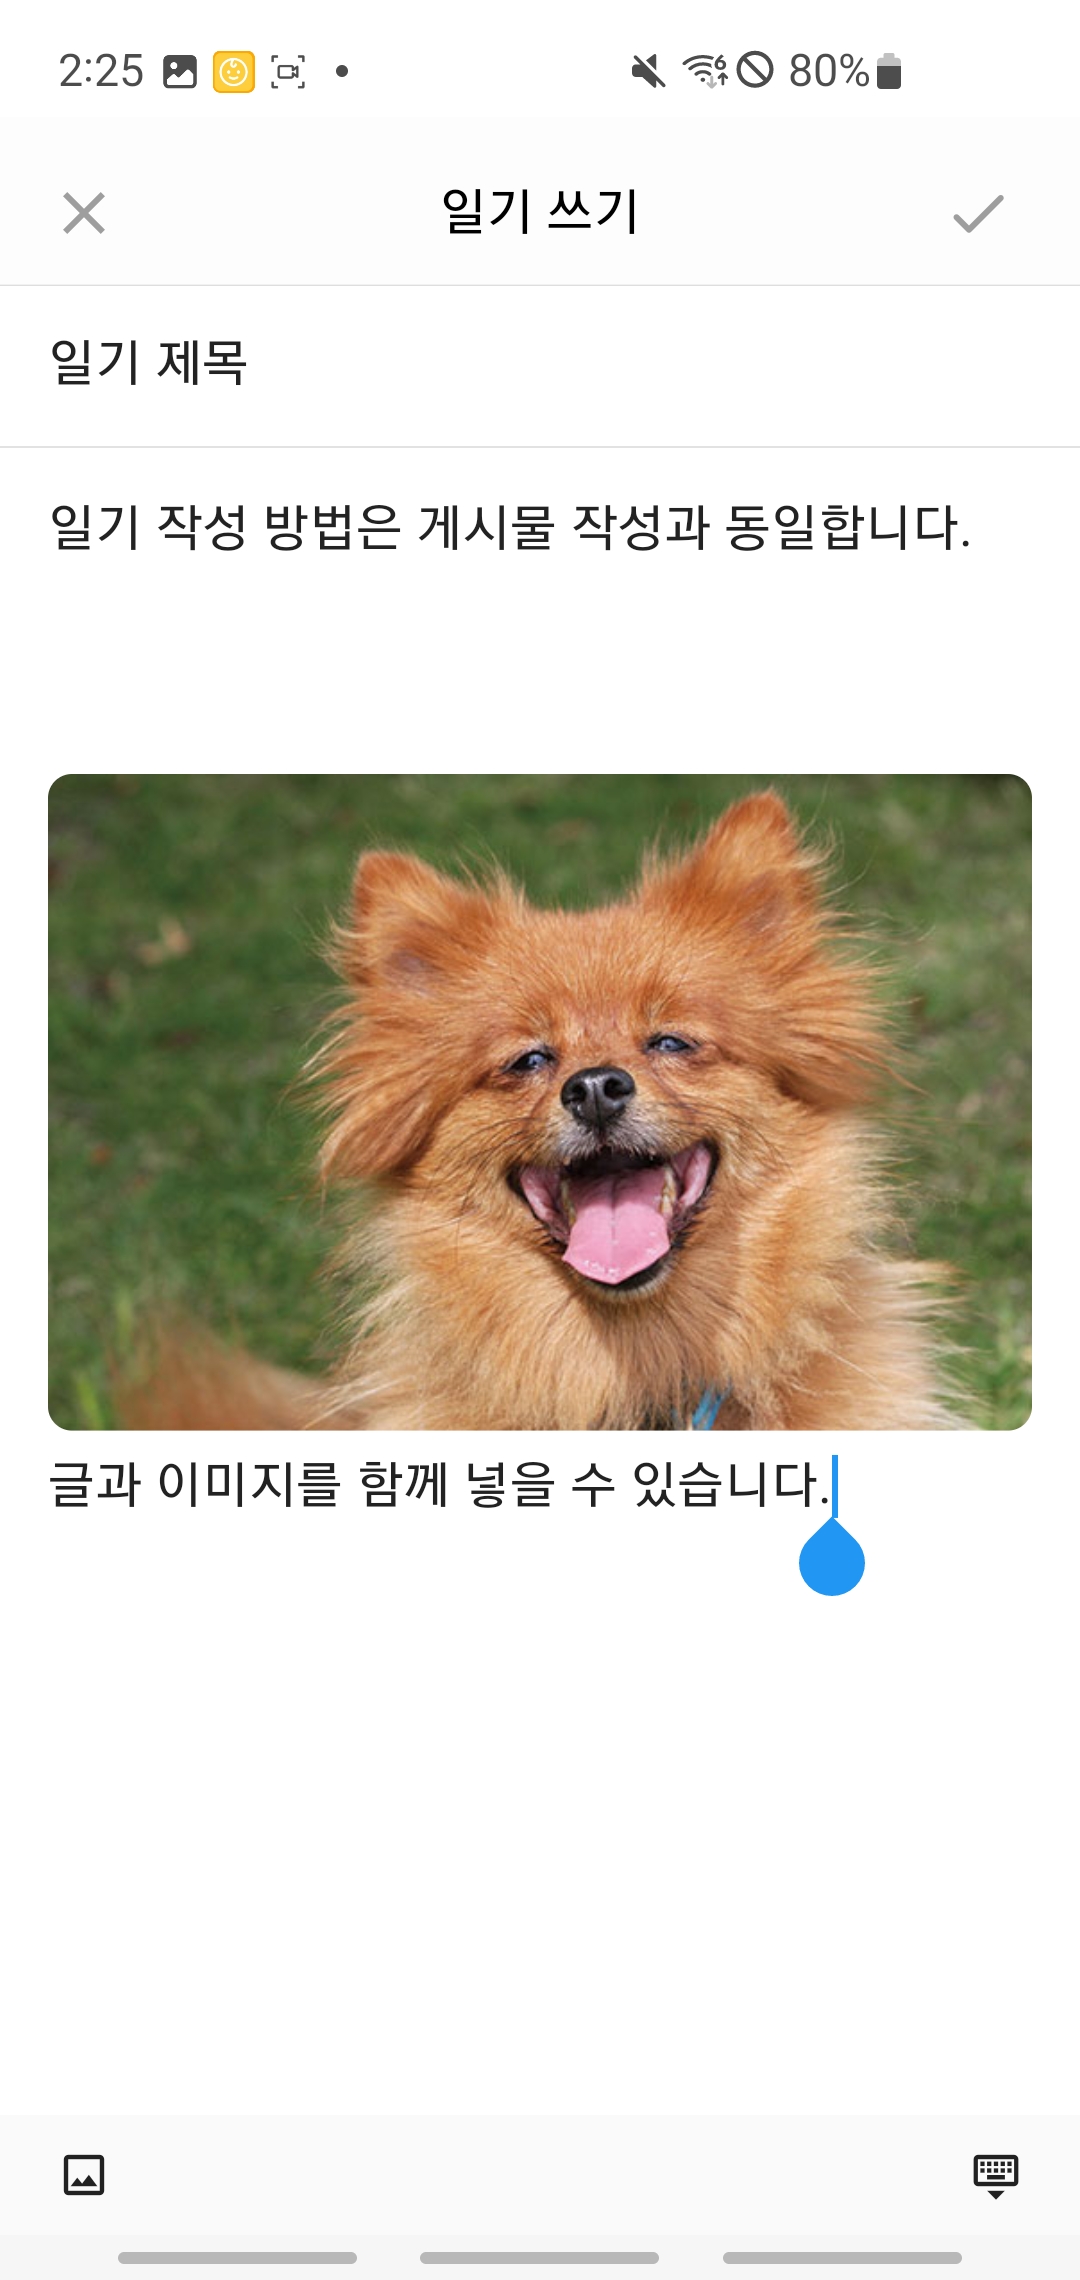 2:25
80%
일기 쓰기
일기 제목
일기 작성 방법은 게시물 작성과 동일합니다.
글과 이미지를 함께 넣을 수 있습니다.